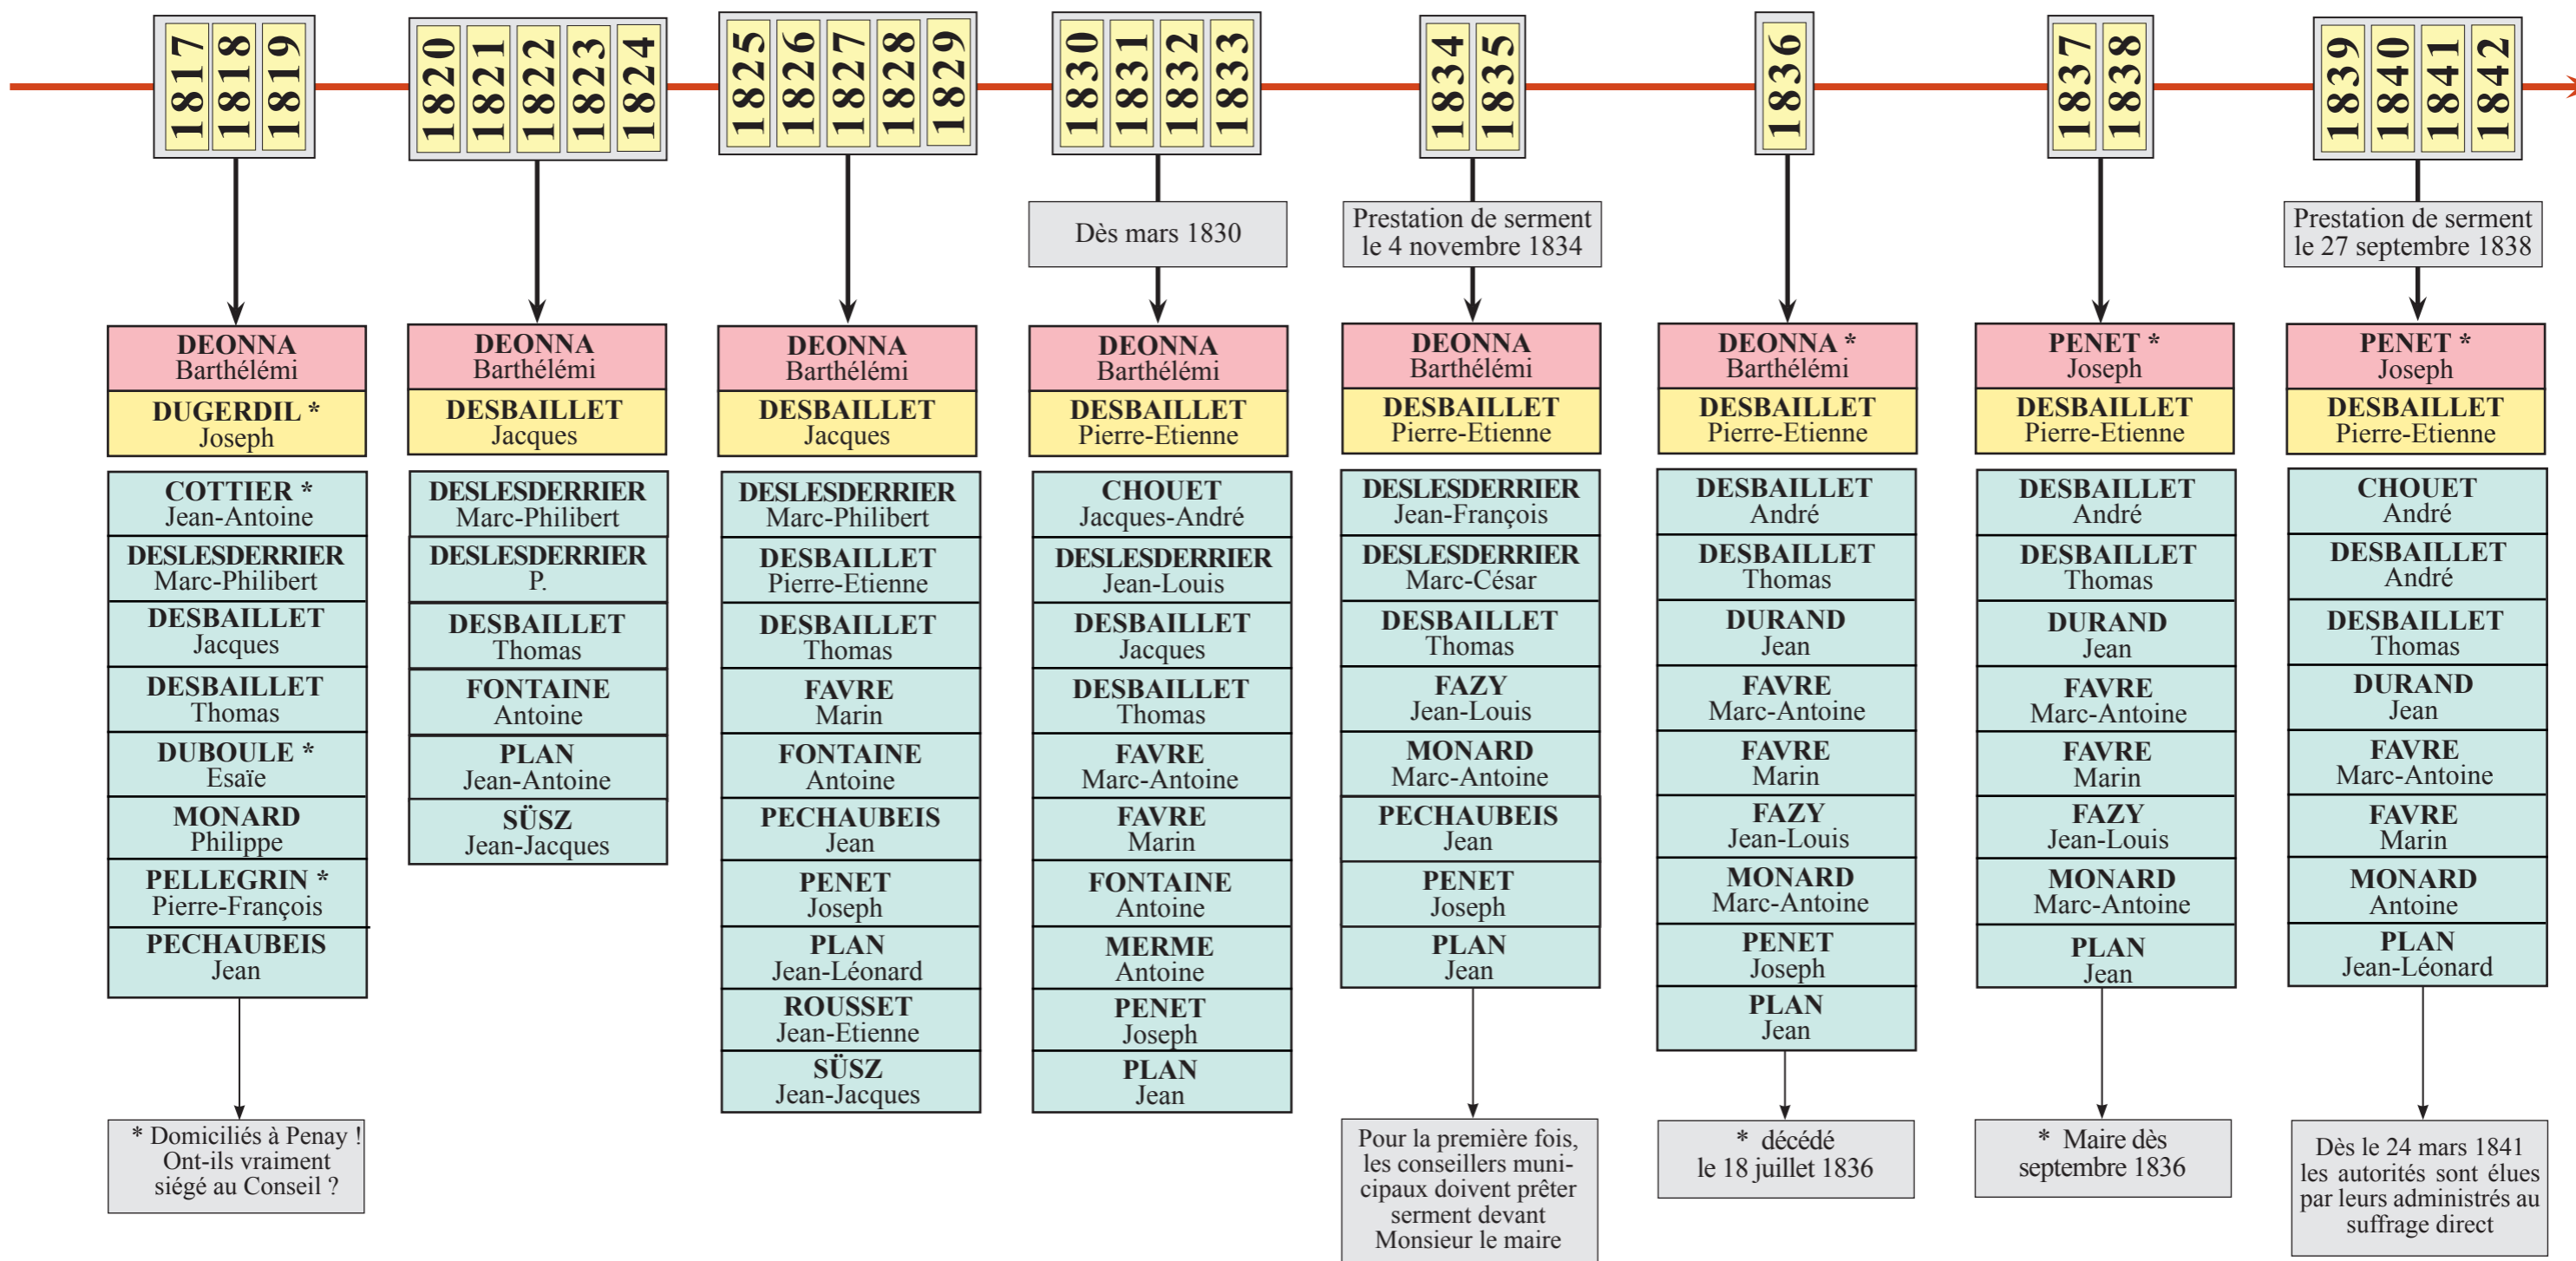 1817
1818
1819
DEONNA
Barthélémi
DUGERDIL *
Joseph
COTTIER *
Jean-Antoine
DESLESDERRIER
Marc-Philibert
DESBAILLET
Jacques
DESBAILLET
Thomas
DUBOULE *
Esaïe
MONARD
Philippe
PELLEGRIN *
Pierre-François
PECHAUBEIS
Jean
* Domiciliés à Penay !
Ont-ils vraiment
siégé au Conseil ?
1820
1821
1822
1823
1824
DEONNA
Barthélémi
DESBAILLET
Jacques
DESLESDERRIER
Marc-Philibert
DESLESDERRIER
P.
DESBAILLET
Thomas
FONTAINE
Antoine
PLAN
Jean-Antoine
SÜSZ
Jean-Jacques
1825
1826
1827
1828
1829
DEONNA
Barthélémi
DESBAILLET
Jacques
DESLESDERRIER
Marc-Philibert
DESBAILLET
Pierre-Etienne
DESBAILLET
Thomas
FAVRE
Marin
FONTAINE
Antoine
PECHAUBEIS
Jean
PENET
Joseph
PLAN
Jean-Léonard
ROUSSET
Jean-Etienne
SÜSZ
Jean-Jacques
1830
1831
1832
1833
Dès mars 1830
DEONNA
Barthélémi
DESBAILLET
Pierre-Etienne
CHOUET
Jacques-André
DESLESDERRIER
Jean-Louis
DESBAILLET
Jacques
DESBAILLET
Thomas
FAVRE
Marc-Antoine
FAVRE
Marin
FONTAINE
Antoine
MERME
Antoine
PENET
Joseph
PLAN
Jean
1834
1835
Prestation de serment
le 4 novembre 1834
DEONNA
Barthélémi
DESBAILLET
Pierre-Etienne
DESLESDERRIER
Jean-François
DESLESDERRIER
Marc-César
DESBAILLET
Thomas
FAZY
Jean-Louis
MONARD
Marc-Antoine
PECHAUBEIS
Jean
PENET
Joseph
PLAN
Jean
Pour la première fois,
les conseillers muni-
cipaux doivent prêter
serment devant
Monsieur le maire
1836
DEONNA *
Barthélémi
DESBAILLET
Pierre-Etienne
DESBAILLET
André
DESBAILLET
Thomas
DURAND
Jean
FAVRE
Marc-Antoine
FAVRE
Marin
FAZY
Jean-Louis
MONARD
Marc-Antoine
PENET
Joseph
PLAN
Jean
* décédé
le 18 juillet 1836
1837
1838
PENET *
Joseph
DESBAILLET
Pierre-Etienne
DESBAILLET
André
DESBAILLET
Thomas
DURAND
Jean
FAVRE
Marc-Antoine
FAVRE
Marin
FAZY
Jean-Louis
MONARD
Marc-Antoine
PLAN
Jean
* Maire dès
septembre 1836
1839
1840
1841
1842
Prestation de serment
le 27 septembre 1838
PENET *
Joseph
DESBAILLET
Pierre-Etienne
CHOUET
André
DESBAILLET
André
DESBAILLET
Thomas
DURAND
Jean
FAVRE
Marc-Antoine
FAVRE
Marin
MONARD
Antoine
PLAN
Jean-Léonard
Dès le 24 mars 1841
les autorités sont élues
par leurs administrés au
suffrage direct